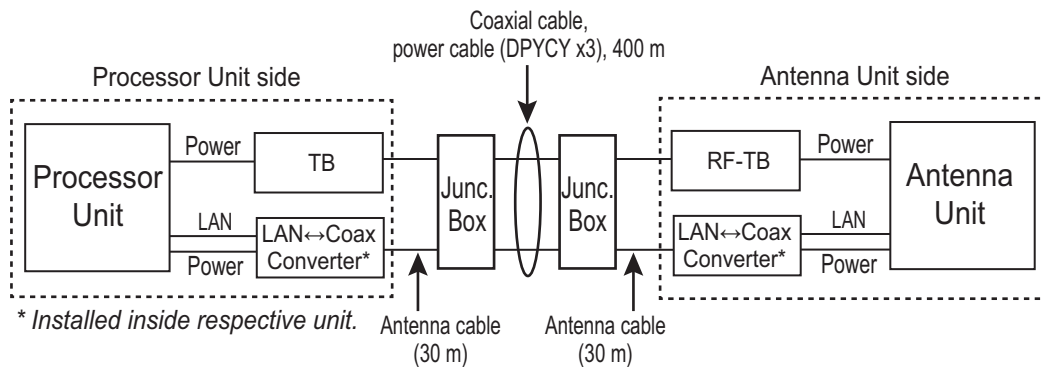 Coaxial cable,
power cable (DPYCY x3), 400 m
Processor Unit side
Antenna Unit side
Processor
Unit
Power
TB
LAN
Power
LAN↔Coax
Converter*
Junc.
Box
Junc.
Box
RF-TB
Power
LAN↔Coax
Converter*
LAN
Power
Antenna
Unit
* Installed inside respective unit.
Antenna cable
(30 m)
Antenna cable
(30 m)